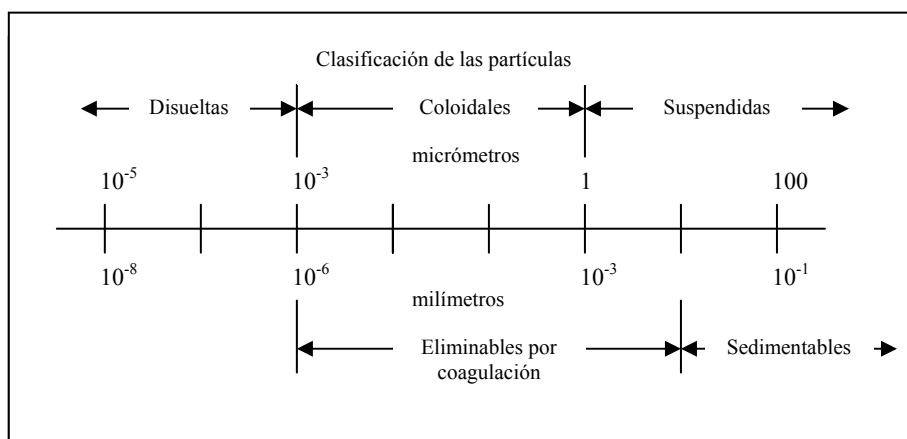 Clasificación de las partículas
Disueltas Coloidales Suspendidas
micrómetros
10⁻⁵ 10⁻³ 1 100
10⁻⁸ 10⁻⁶ 10⁻³ 10⁻¹
milímetros
Eliminables por Sedimentables
coagulación